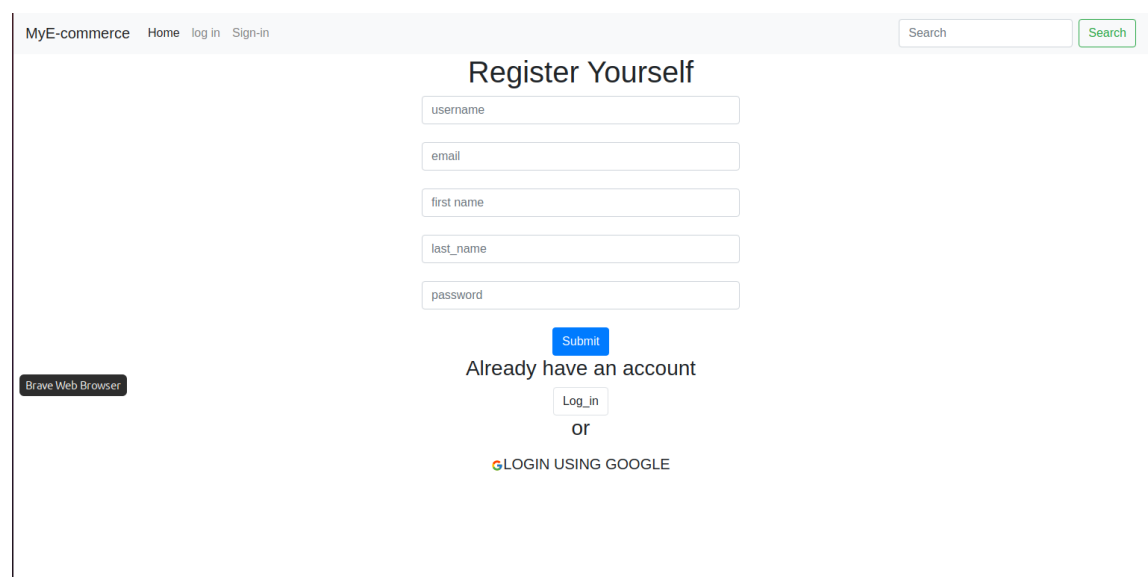 MyE-commerce Home log in Sign-in Search Search
Register Yourself
username
email
first name
last_name
password
Submit
Already have an account
Brave Web Browser
Log_in
or
LOGIN USING GOOGLE